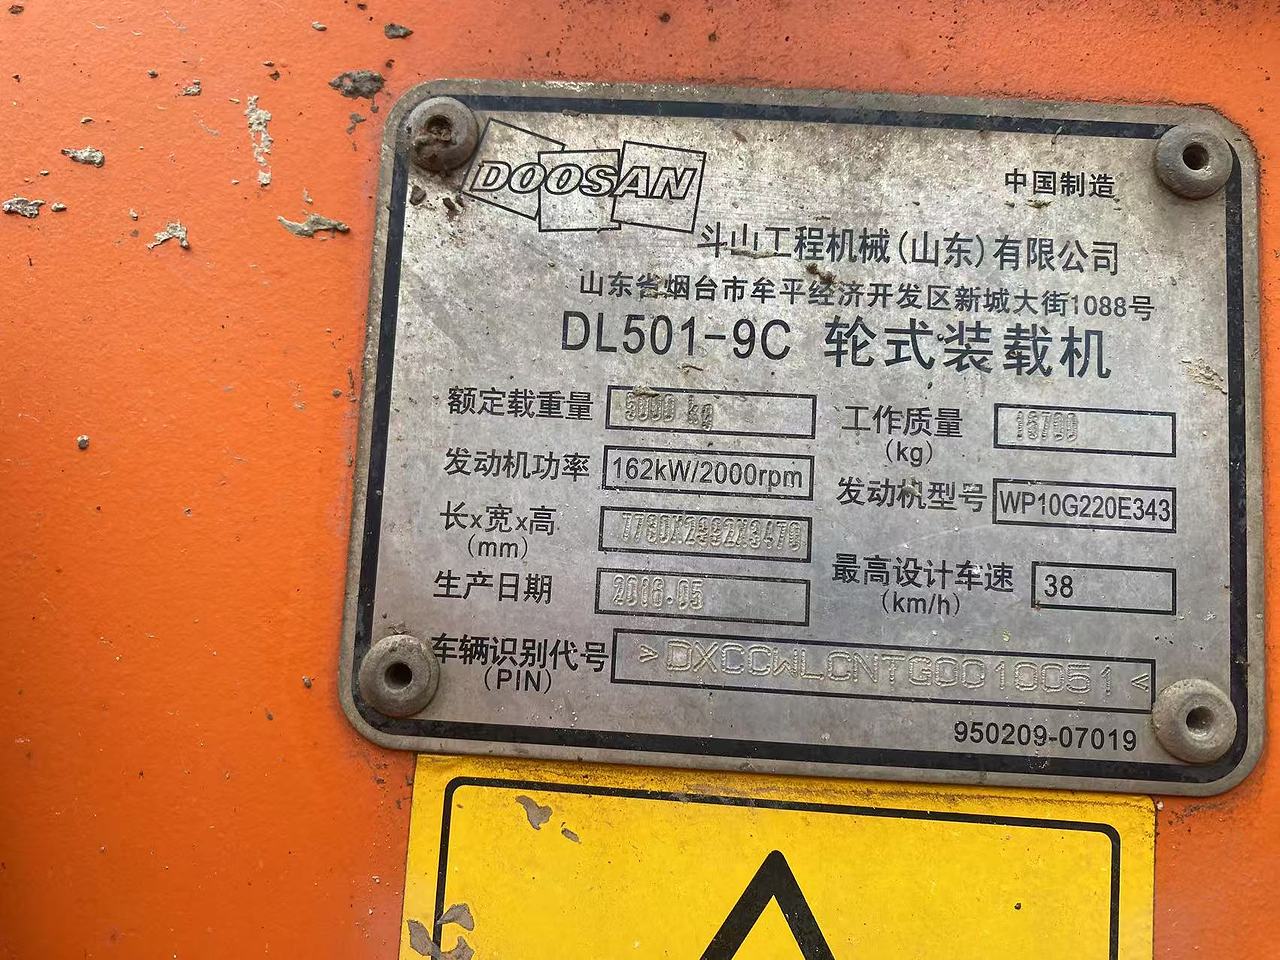 DOOSAN
中国制造
斗山工程机械(山东)有限公司
山东省烟台市牟平经济开发区新城大街1088号
DL501-9C 轮式装载机
额定载重量 5000 kg 工作质量 (kg) 16700
发动机功率 162kW/2000rpm 发动机型号 WP10G220E343
长x宽x高 (mm) 7780X2992X3470
生产日期 2016.05 最高设计车速 (km/h) 38
车辆识别代号 (PIN) >DXCCWLCNTG0010051<
950209-07019